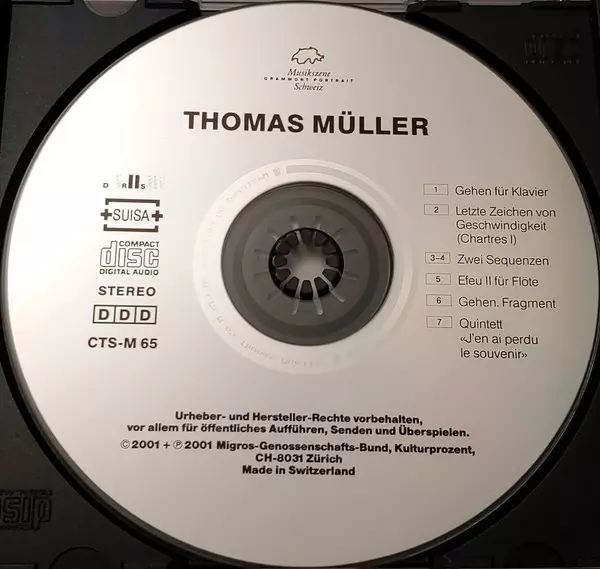 Musikszene
GRAMMONT PORTRAIT
Schweiz
THOMAS MÜLLER
D RIIS
+SUISA+
COMPACT
disc
DIGITAL AUDIO
STEREO
DDD
CTS-M 65
1 Gehen für Klavier
2 Letzte Zeichen von
Geschwindigkeit
(Chartres I)
3–4 Zwei Sequenzen
5 Efeu II für Flöte
6 Gehen. Fragment
7 Quintett
«J'en ai perdu
le souvenir»
Urheber- und Hersteller-Rechte vorbehalten,
vor allem für öffentliches Aufführen, Senden und Überspielen.
© 2001 + ℗ 2001 Migros-Genossenschafts-Bund, Kulturprozent,
CH-8031 Zürich
Made in Switzerland